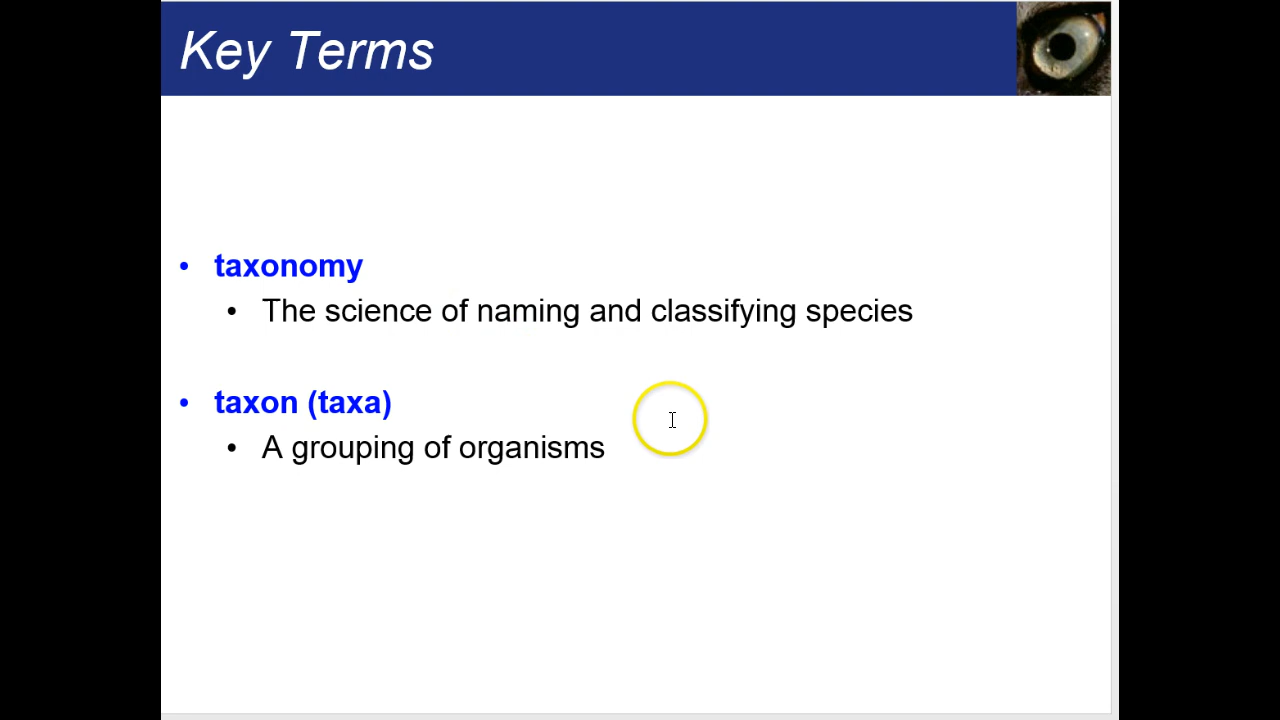 Key Terms
• taxonomy
• The science of naming and classifying species
• taxon (taxa)
• A grouping of organisms